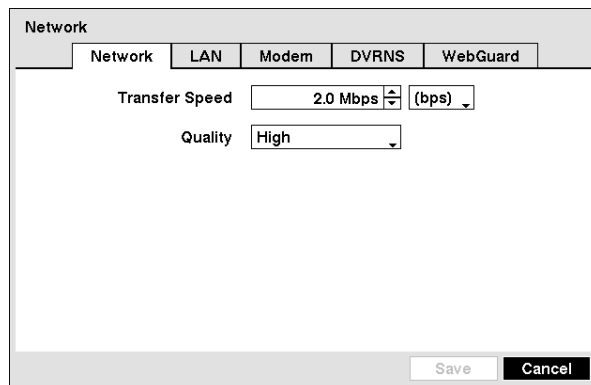 Network
Network LAN Modem DVRNS WebGuard
Transfer Speed 2.0 Mbps (bps)
Quality High
Save Cancel